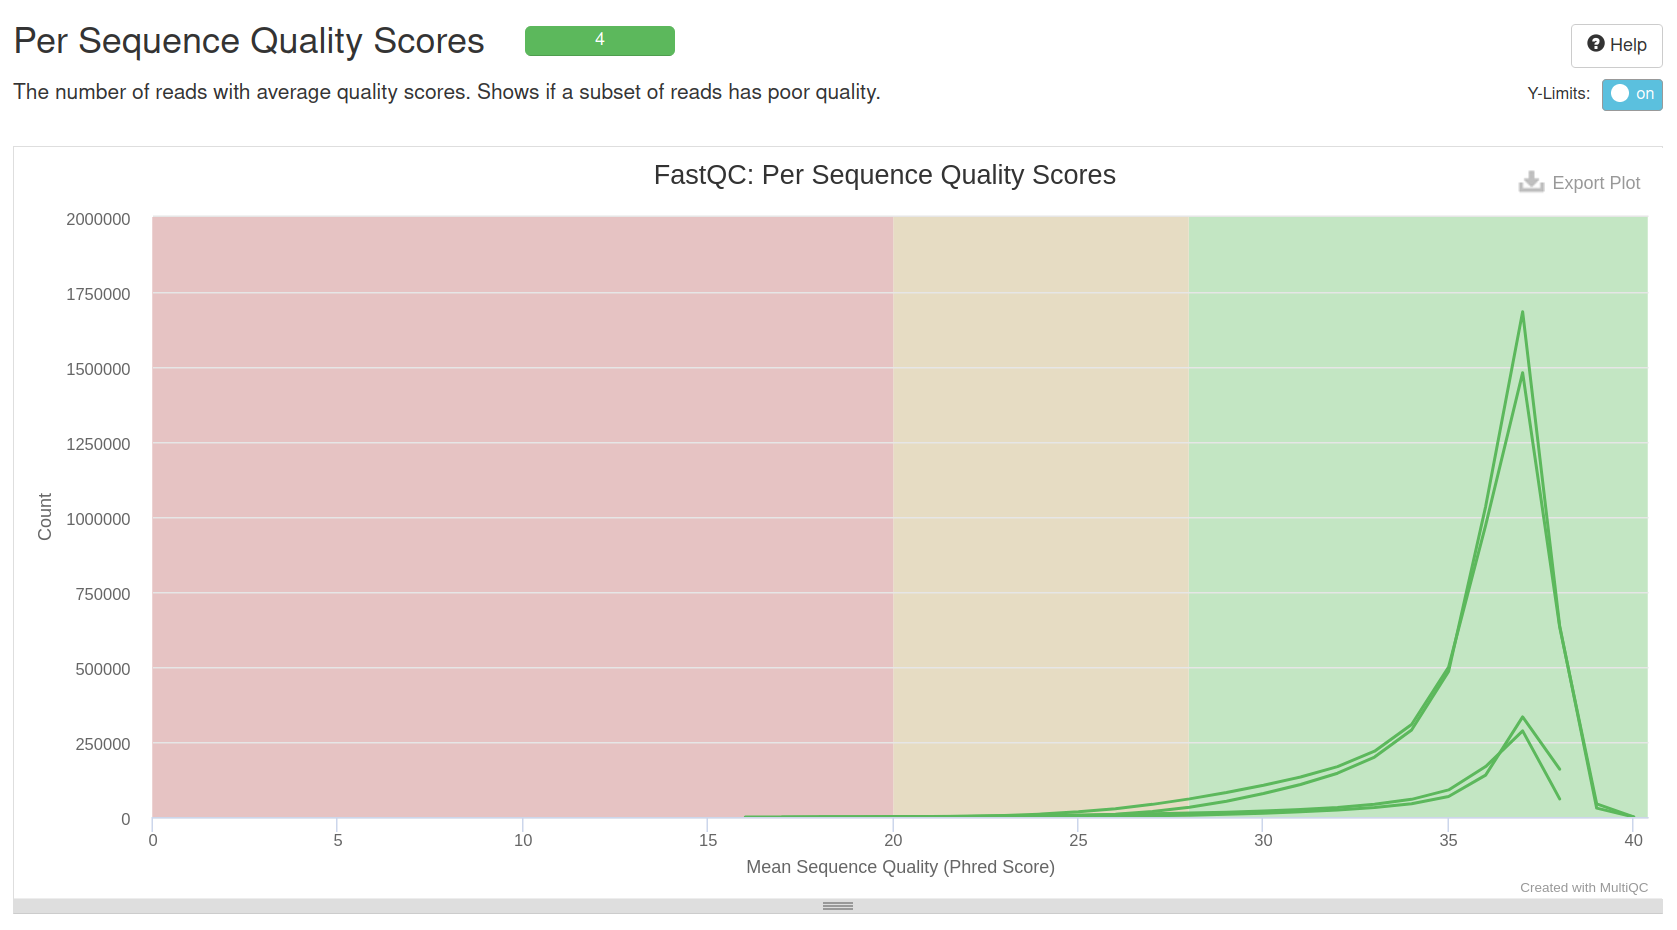 Per Sequence Quality Scores
4
Help
The number of reads with average quality scores. Shows if a subset of reads has poor quality.
Y-Limits:
on
FastQC: Per Sequence Quality Scores
Export Plot
2000000
1750000
1500000
1250000
1000000
750000
500000
250000
0
Count
0 5 10 15 20 25 30 35 40
Mean Sequence Quality (Phred Score)
Created with MultiQC